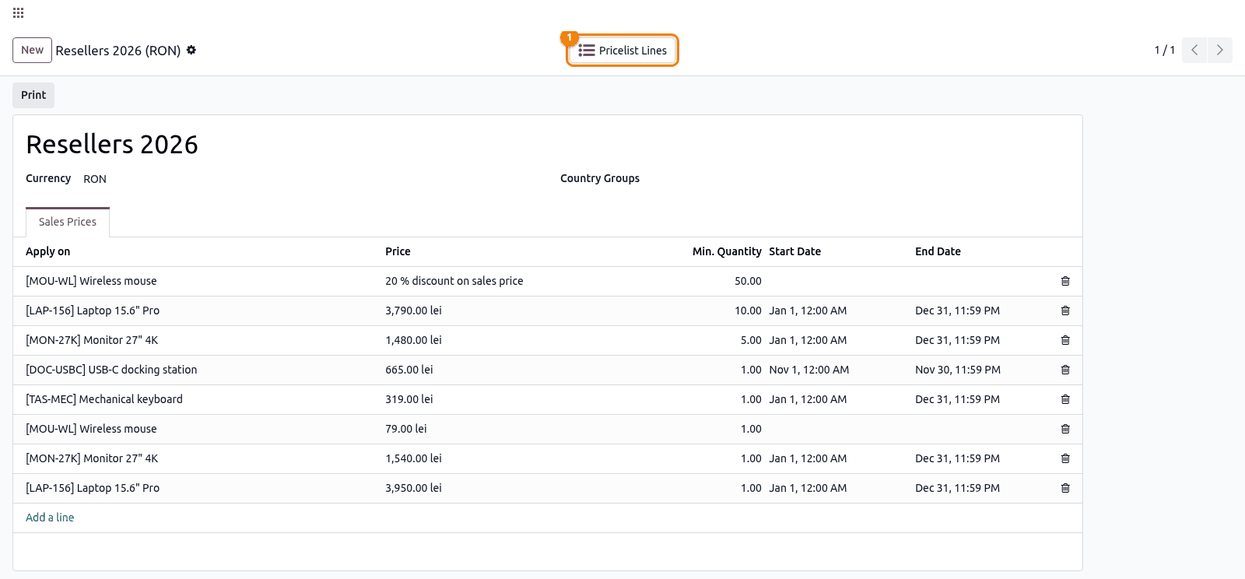 1
New Resellers 2026 (RON) Pricelist Lines 1 / 1
Print
Resellers 2026
Currency RON Country Groups
Sales Prices
Apply on Price Min. Quantity Start Date End Date
[MOU-WL] Wireless mouse 20 % discount on sales price 50.00
[LAP-156] Laptop 15.6" Pro 3,790.00 lei 10.00 Jan 1, 12:00 AM Dec 31, 11:59 PM
[MON-27K] Monitor 27" 4K 1,480.00 lei 5.00 Jan 1, 12:00 AM Dec 31, 11:59 PM
[DOC-USBC] USB-C docking station 665.00 lei 1.00 Nov 1, 12:00 AM Nov 30, 11:59 PM
[TAS-MEC] Mechanical keyboard 319.00 lei 1.00 Jan 1, 12:00 AM Dec 31, 11:59 PM
[MOU-WL] Wireless mouse 79.00 lei 1.00
[MON-27K] Monitor 27" 4K 1,540.00 lei 1.00 Jan 1, 12:00 AM Dec 31, 11:59 PM
[LAP-156] Laptop 15.6" Pro 3,950.00 lei 1.00 Jan 1, 12:00 AM Dec 31, 11:59 PM
Add a line